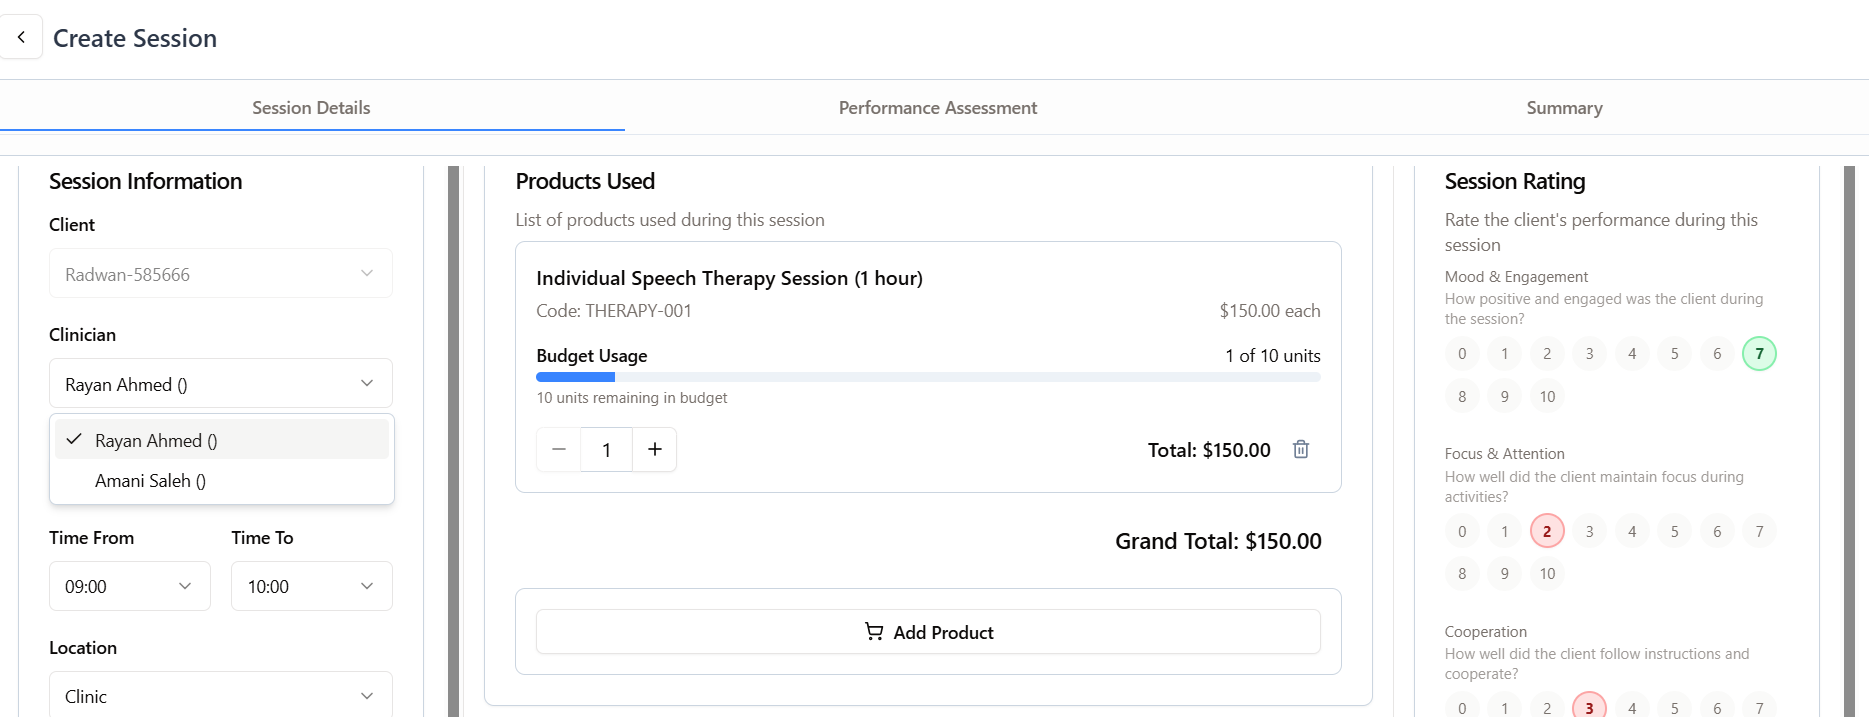 Create Session
Session Details
Performance Assessment
Summary
Session Information
Client
Radwan-585666
Clinician
Rayan Ahmed ()
Rayan Ahmed ()
Amani Saleh ()
Time From
Time To
09:00
10:00
Location
Clinic
Products Used
List of products used during this session
Individual Speech Therapy Session (1 hour)
Code: THERAPY-001
$150.00 each
Budget Usage
1 of 10 units
10 units remaining in budget
1
Total: $150.00
Grand Total: $150.00
Add Product
Session Rating
Rate the client's performance during this
session
Mood & Engagement
How positive and engaged was the client during
the session?
0 1 2 3 4 5 6 7
8 9 10
Focus & Attention
How well did the client maintain focus during
activities?
0 1 2 3 4 5 6 7
8 9 10
Cooperation
How well did the client follow instructions and
cooperate?
0 1 2 3 4 5 6 7